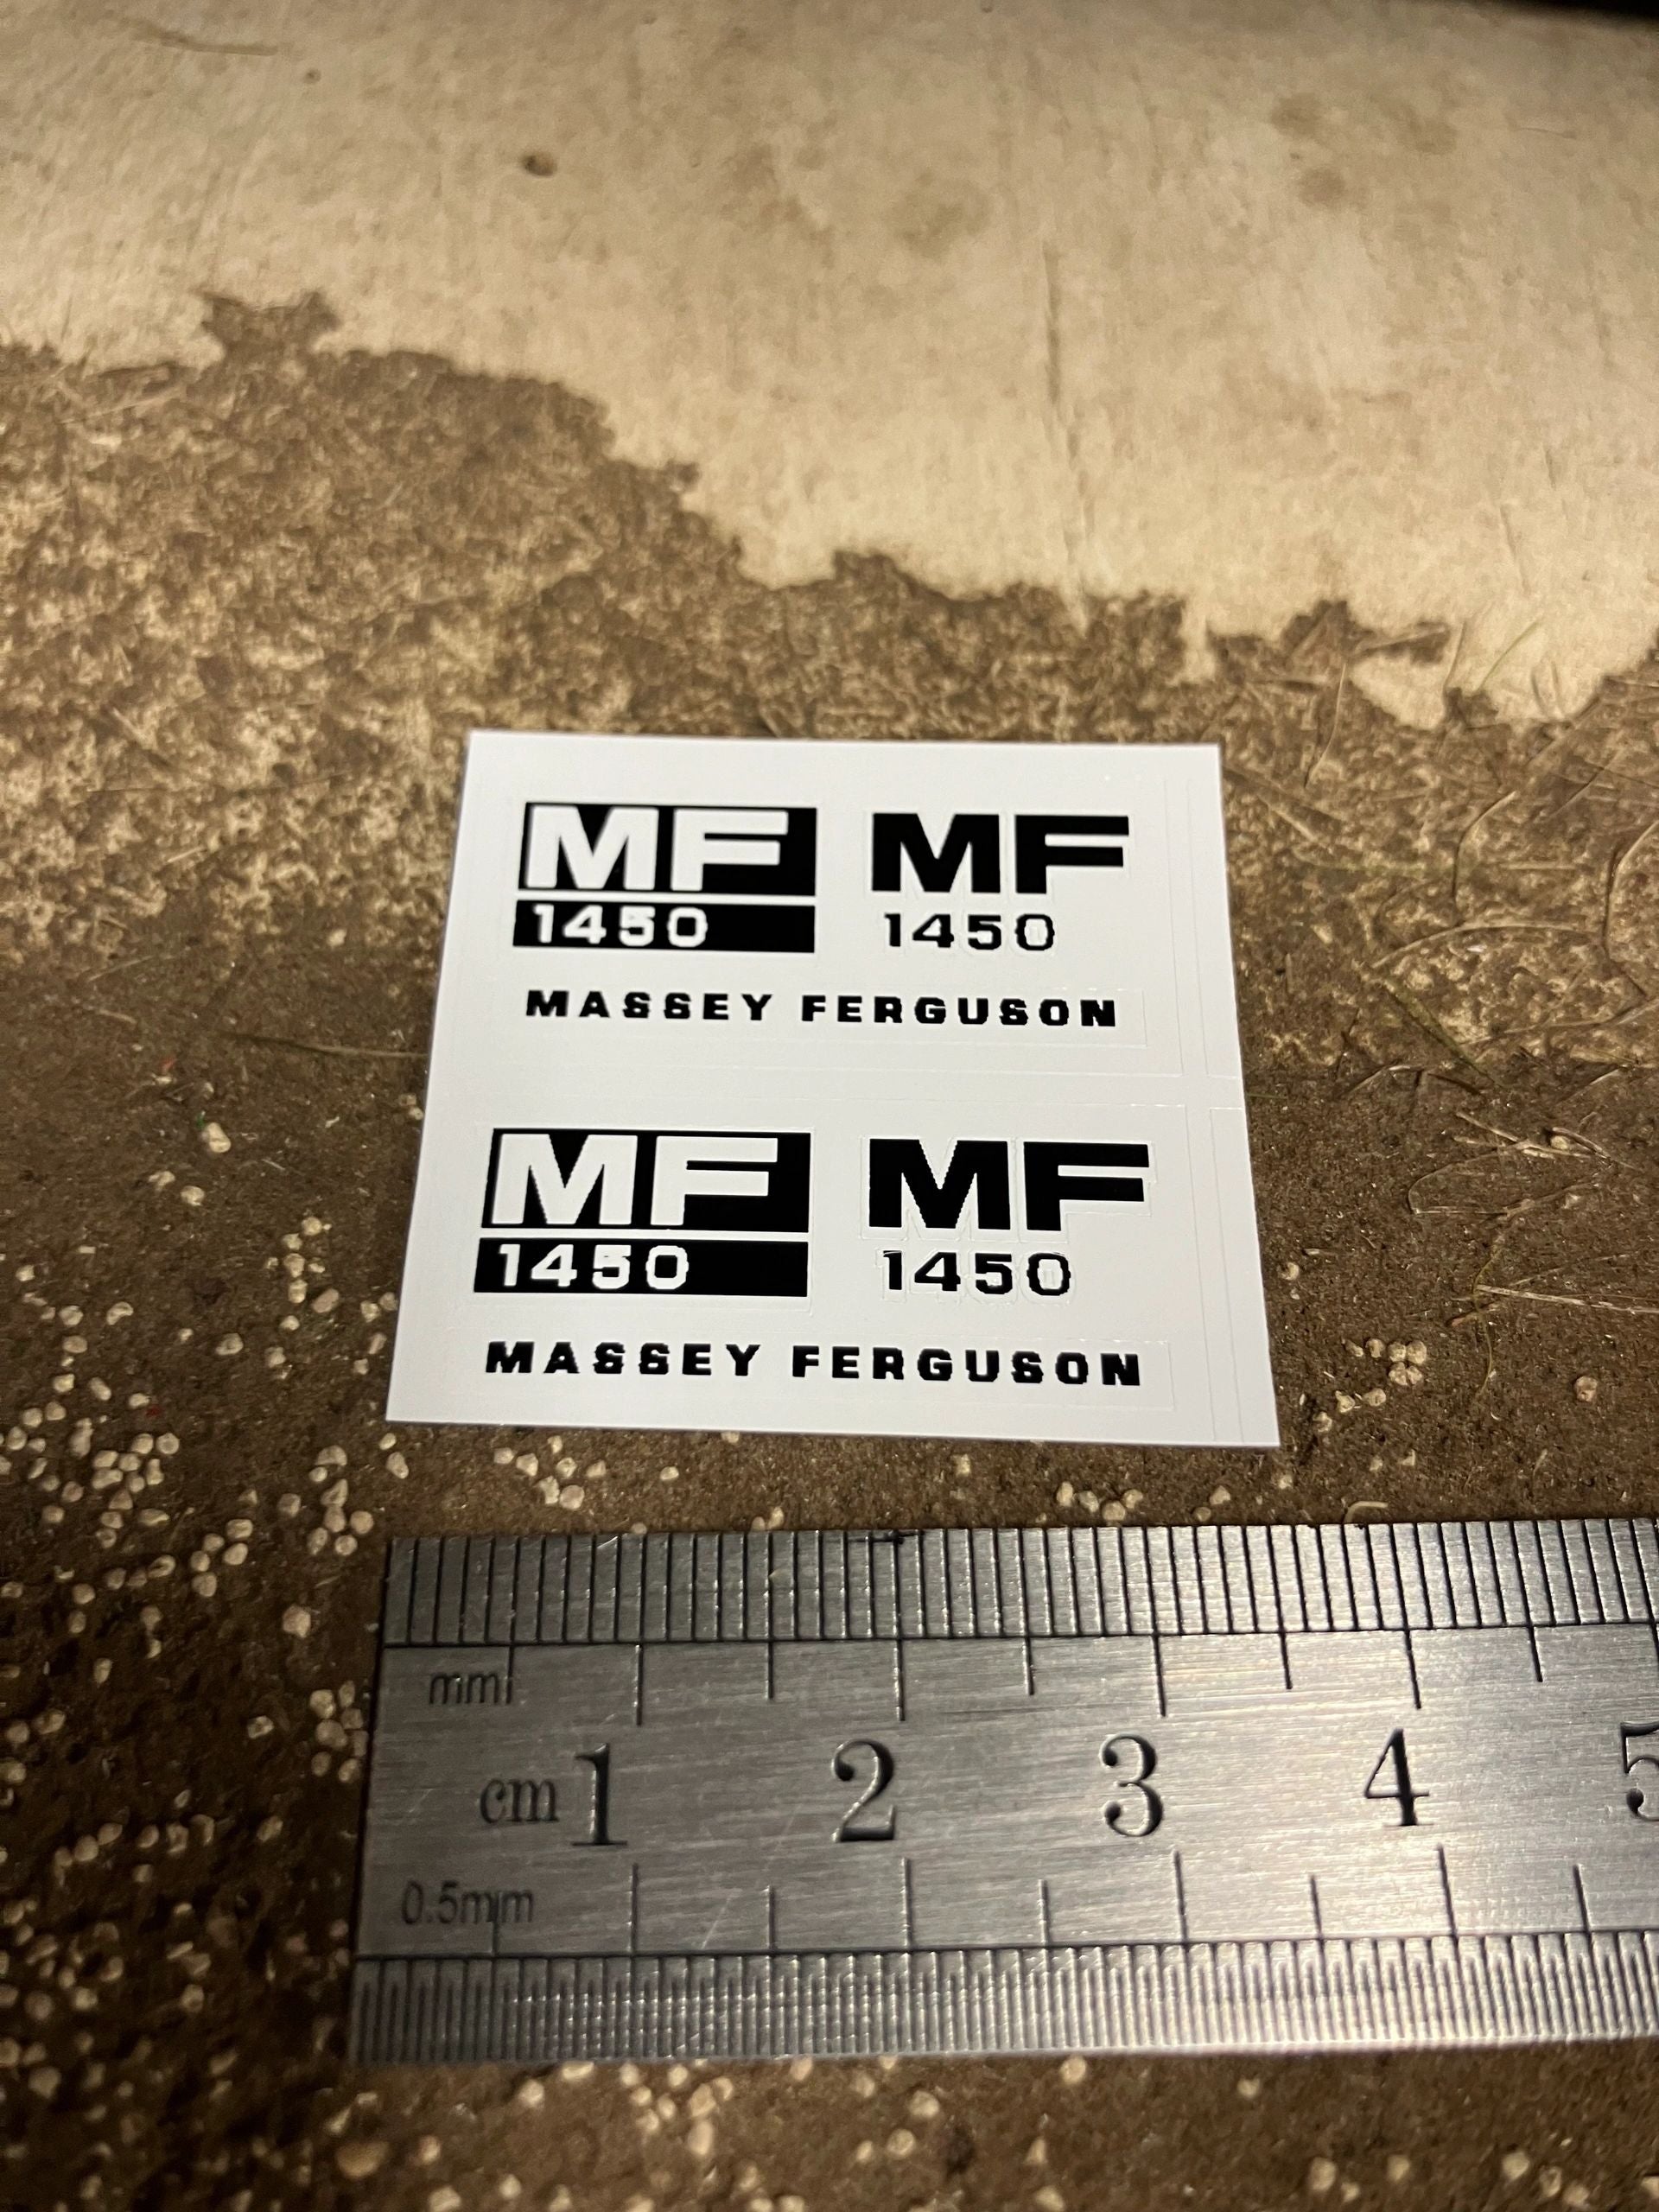 MF MF
1450 1450
MASSEY FERGUSON
MF MF
1450 1450
MASSEY FERGUSON
mm
cm 1 2 3 4 5
0.5mm